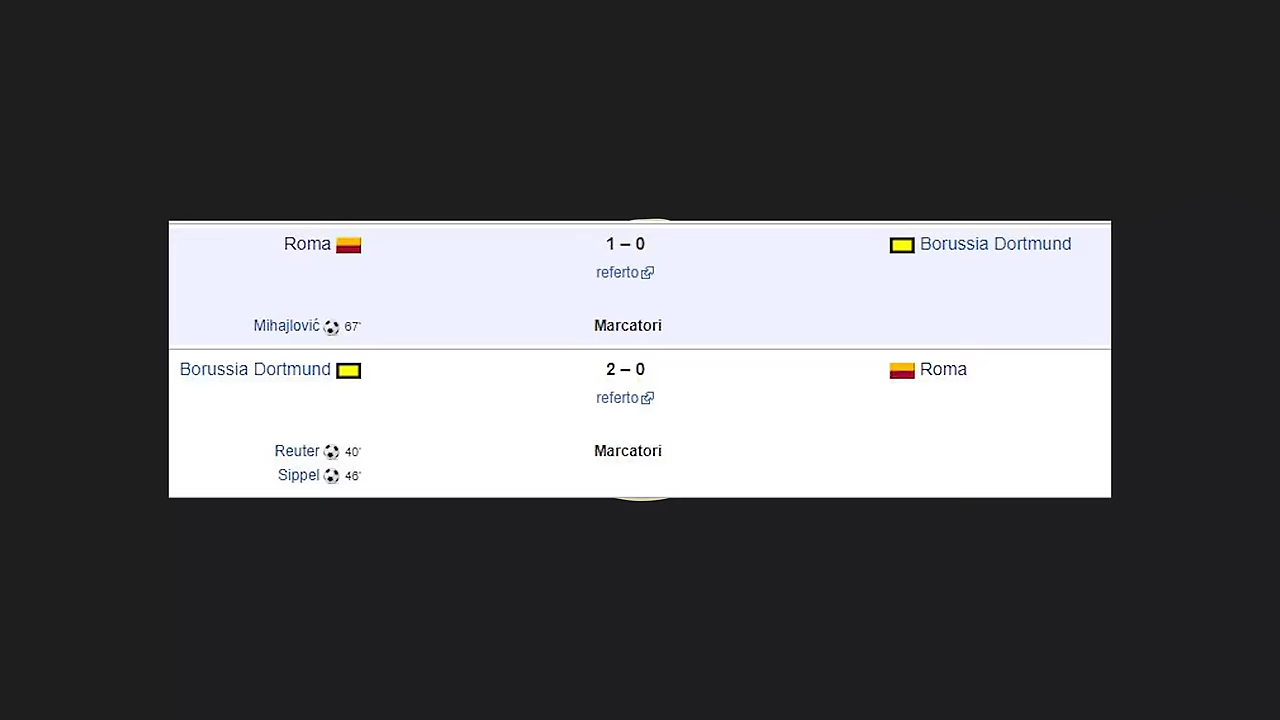 Roma 1 – 0 Borussia Dortmund
referto
Mihajlović 67' Marcatori
Borussia Dortmund 2 – 0 Roma
referto
Reuter 40' Marcatori
Sippel 46'